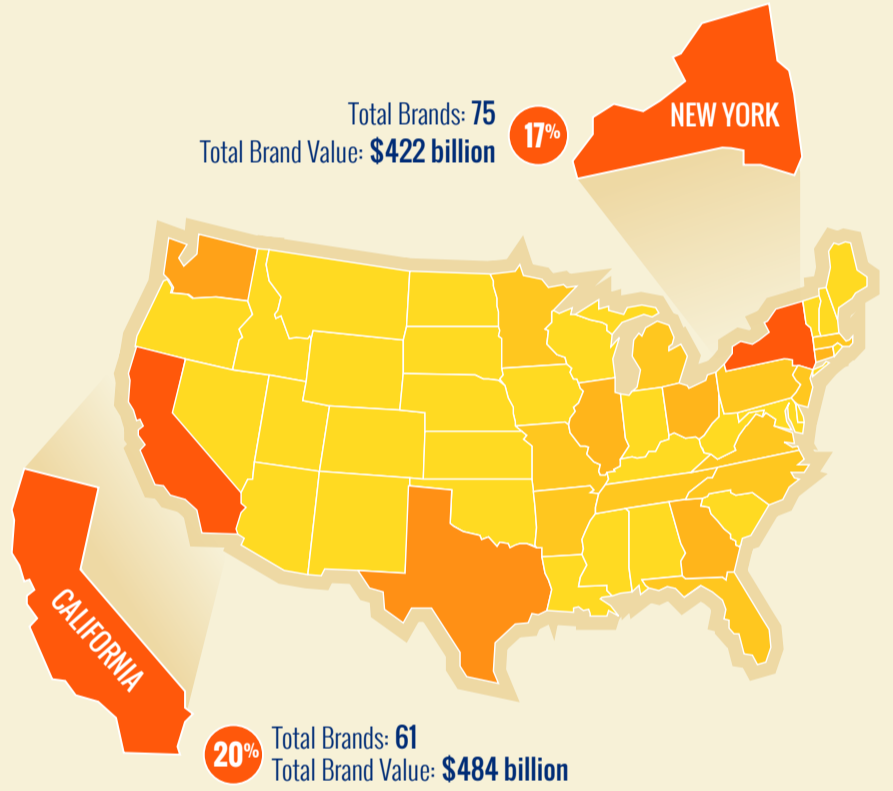 Total Brands: 75
Total Brand Value: $422 billion
17%
NEW YORK
CALIFORNIA
20%
Total Brands: 61
Total Brand Value: $484 billion